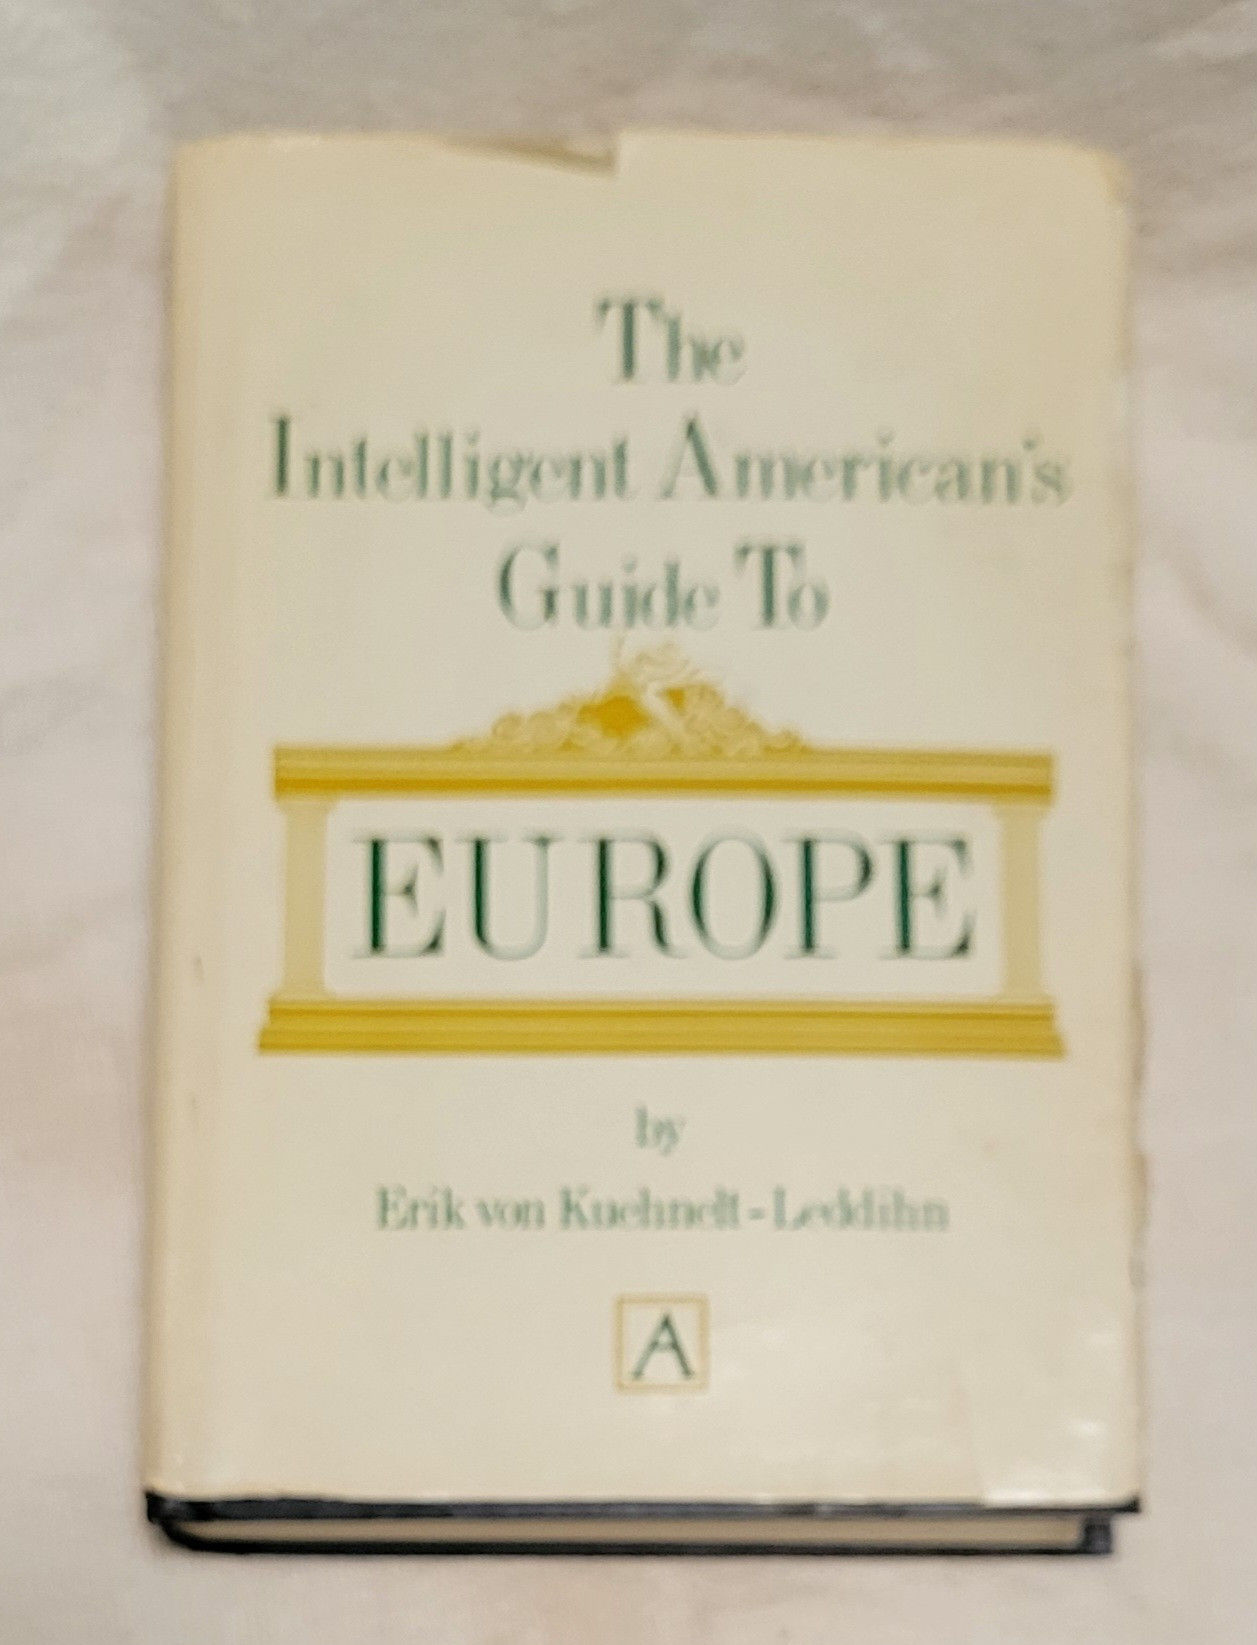 The
Intelligent American's
Guide To
EUROPE
by
Erik von Kuehnelt-Leddihn
A